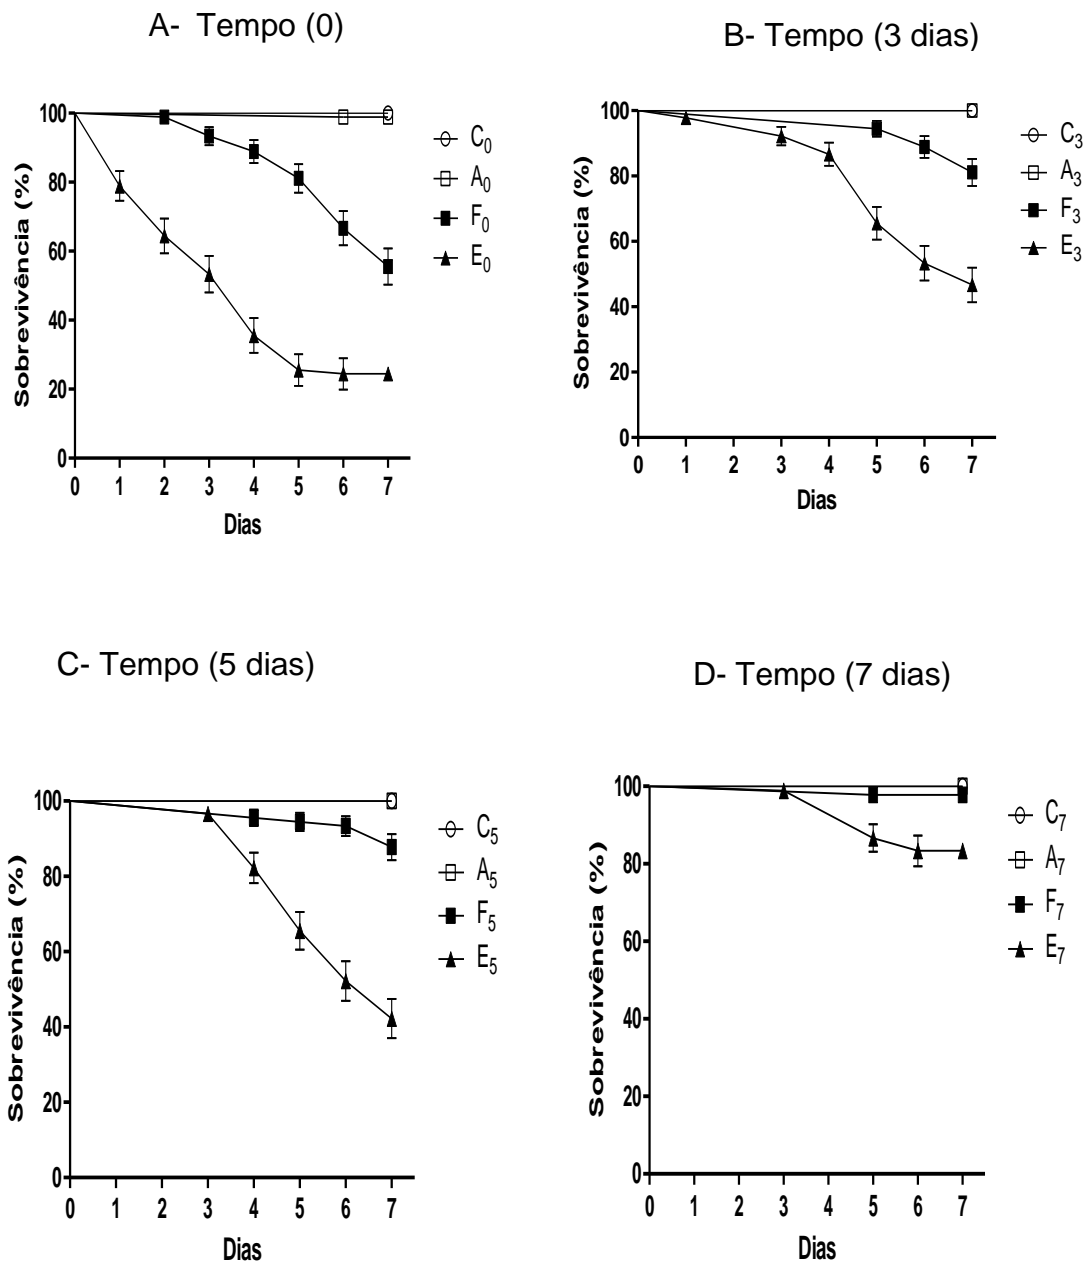 A- Tempo (0)
Sobrevivência (%)
100
80
60
40
20
0
0 1 2 3 4 5 6 7
Dias
C0
A0
F0
E0
B- Tempo (3 dias)
Sobrevivência (%)
100
80
60
40
20
0
0 1 2 3 4 5 6 7
Dias
C3
A3
F3
E3
C- Tempo (5 dias)
Sobrevivência (%)
100
80
60
40
20
0
0 1 2 3 4 5 6 7
Dias
C5
A5
F5
E5
D- Tempo (7 dias)
Sobrevivência (%)
100
80
60
40
20
0
0 1 2 3 4 5 6 7
Dias
C7
A7
F7
E7